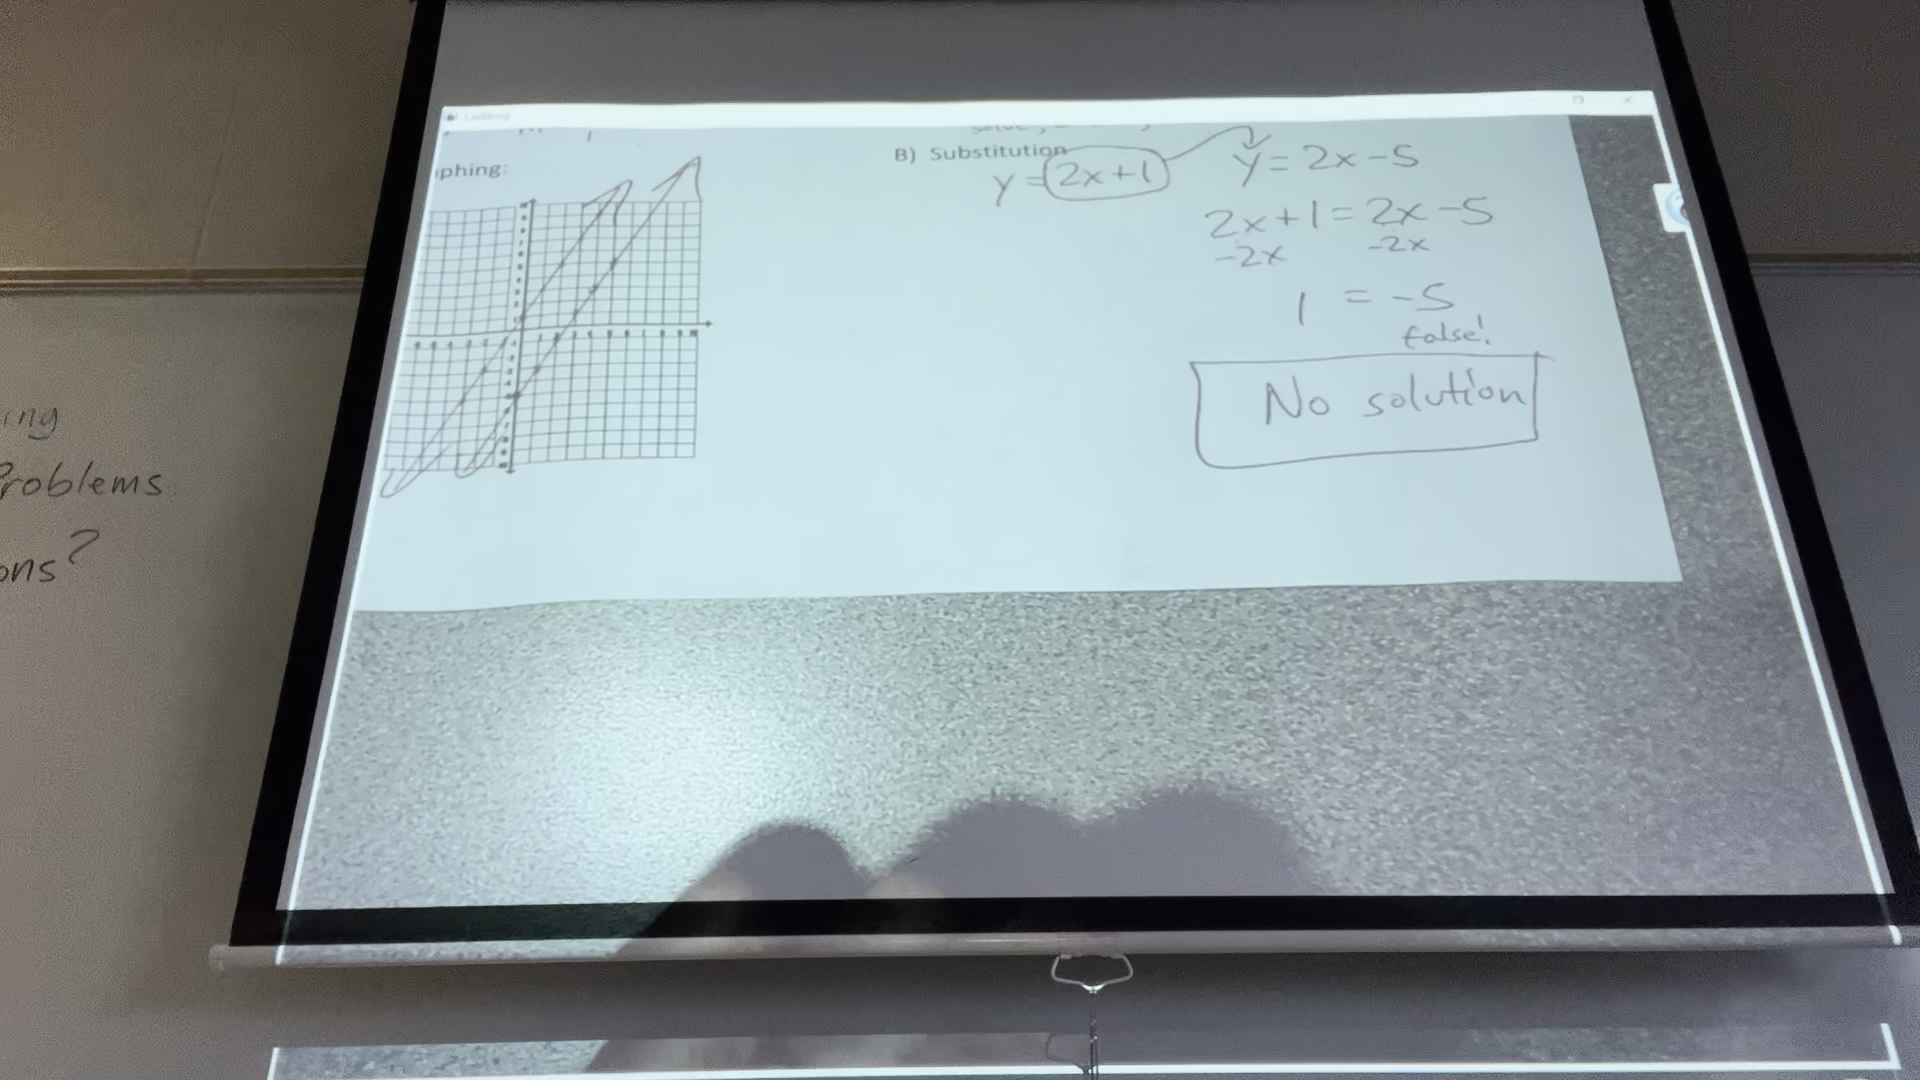 Ladibug
phing:
B) Substitution
y = 2x+1
y = 2x-5
2x+1 = 2x-5
-2x -2x
1 = -5
false!
No solution
ing
Problems
ons?